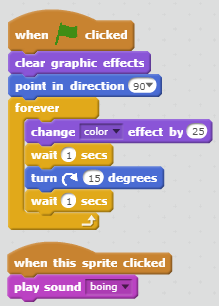 when clicked
clear graphic effects
point in direction 90
forever
change color effect by 25
wait 1 secs
turn 15 degrees
wait 1 secs
when this sprite clicked
play sound boing